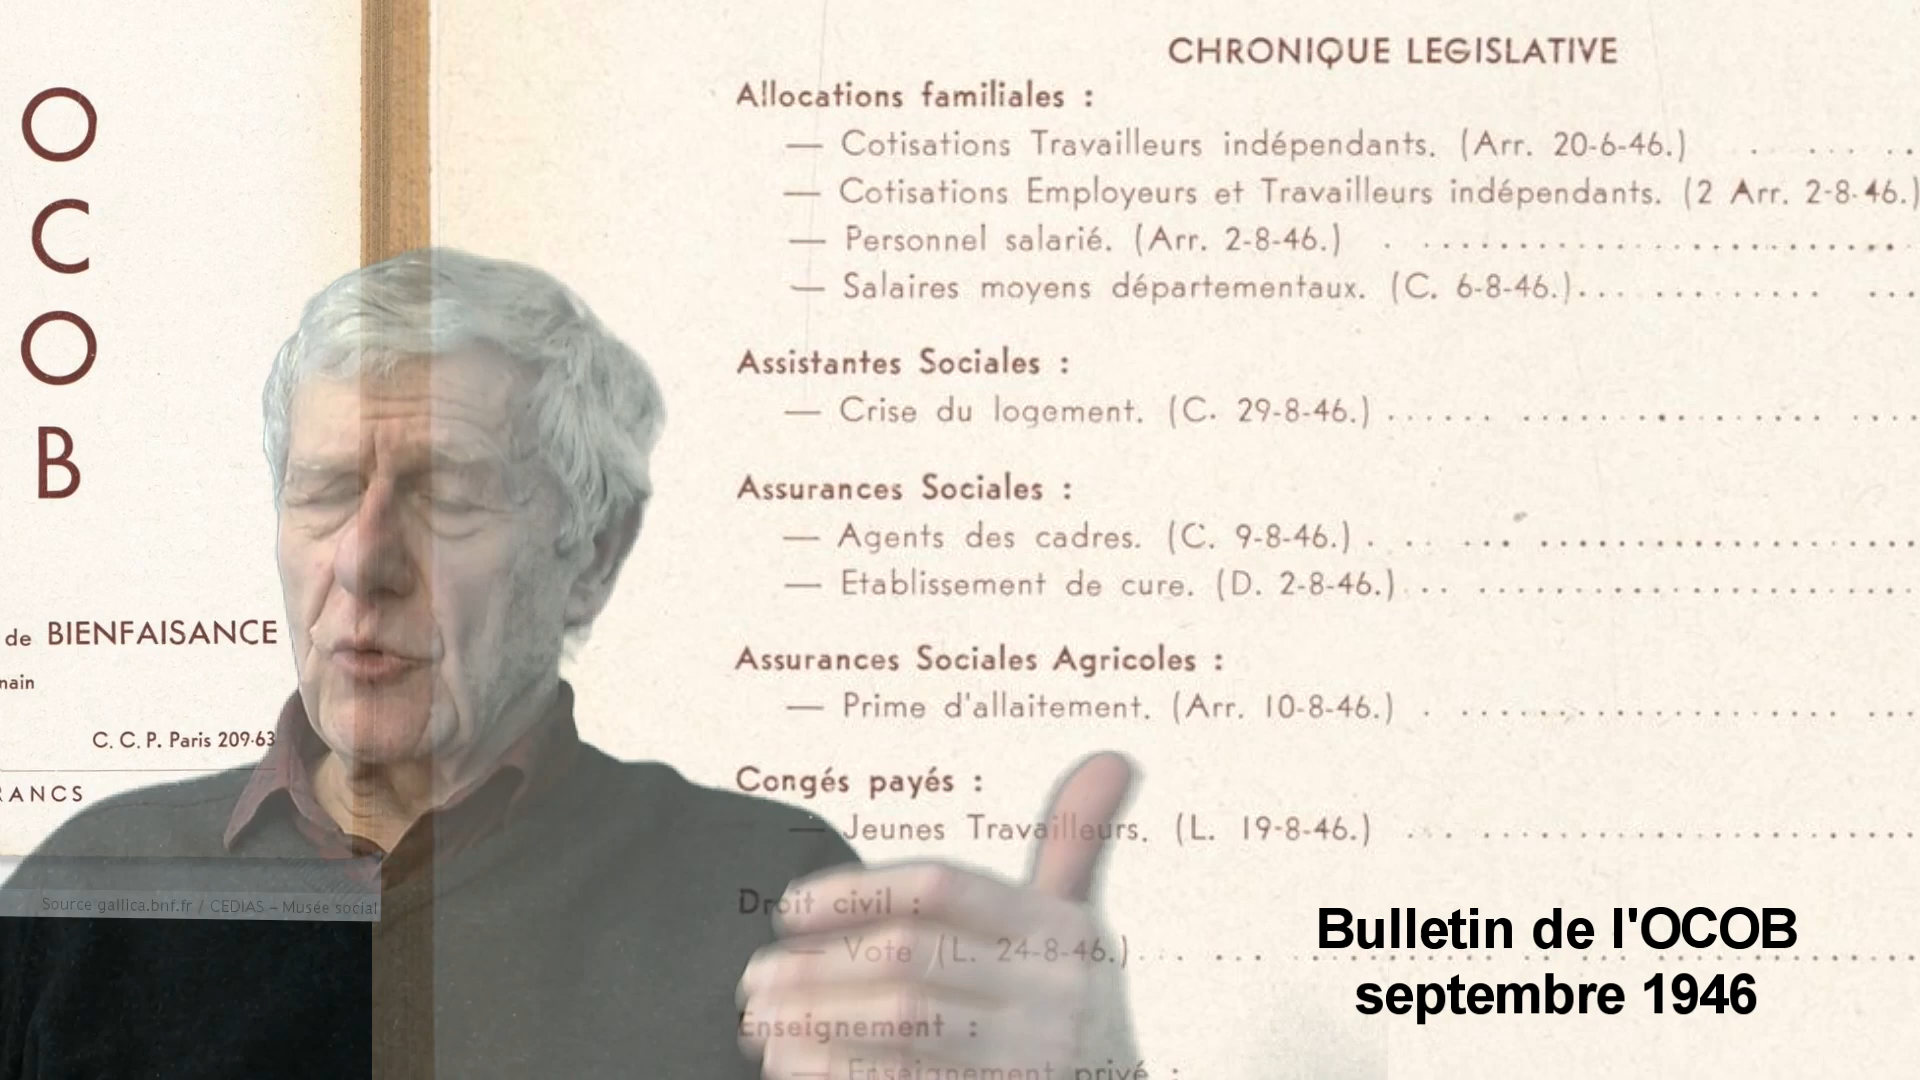 O
C
O
B
de BIENFAISANCE
C. C. P. Paris 209-63
Source gallica.bnf.fr / CEDIAS – Musée social
CHRONIQUE LEGISLATIVE
Allocations familiales :
— Cotisations Travailleurs indépendants. (Arr. 20-6-46.)
— Cotisations Employeurs et Travailleurs indépendants. (2 Arr. 2-8-46.)
— Personnel salarié. (Arr. 2-8-46.)
— Salaires moyens départementaux. (C. 6-8-46.)
Assistantes Sociales :
— Crise du logement. (C. 29-8-46.)
Assurances Sociales :
— Agents des cadres. (C. 9-8-46.)
— Etablissement de cure. (D. 2-8-46.)
Assurances Sociales Agricoles :
— Prime d'allaitement. (Arr. 10-8-46.)
Congés payés :
— Jeunes Travailleurs. (L. 19-8-46.)
Droit civil :
— Vote (L. 24-8-46.)
Enseignement :
— Enseignement privé :
Bulletin de l'OCOB
septembre 1946